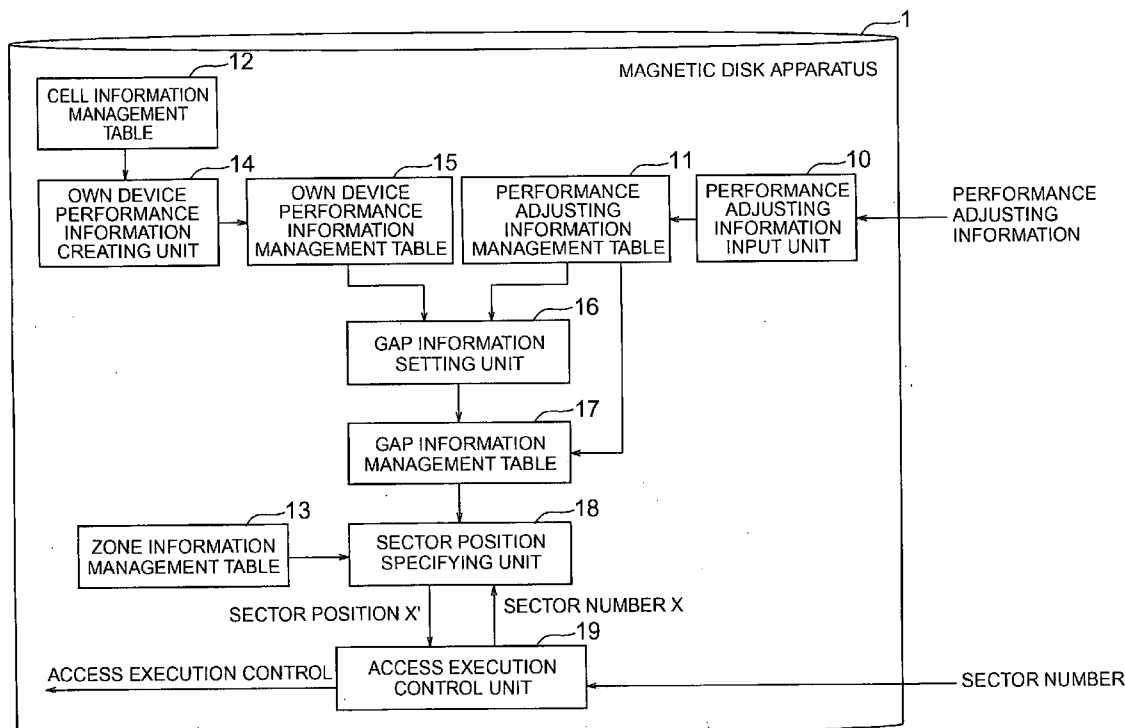 1
MAGNETIC DISK APPARATUS
12
CELL INFORMATION
MANAGEMENT
TABLE
14
OWN DEVICE
PERFORMANCE
INFORMATION
CREATING UNIT
15
OWN DEVICE
PERFORMANCE
INFORMATION
MANAGEMENT TABLE
11
PERFORMANCE
ADJUSTING
INFORMATION
MANAGEMENT TABLE
10
PERFORMANCE
ADJUSTING
INFORMATION
INPUT UNIT
PERFORMANCE
ADJUSTING
INFORMATION
16
GAP INFORMATION
SETTING UNIT
17
GAP INFORMATION
MANAGEMENT TABLE
13
ZONE INFORMATION
MANAGEMENT TABLE
18
SECTOR POSITION
SPECIFYING UNIT
SECTOR POSITION X'
SECTOR NUMBER X
19
ACCESS EXECUTION
CONTROL UNIT
ACCESS EXECUTION CONTROL
SECTOR NUMBER